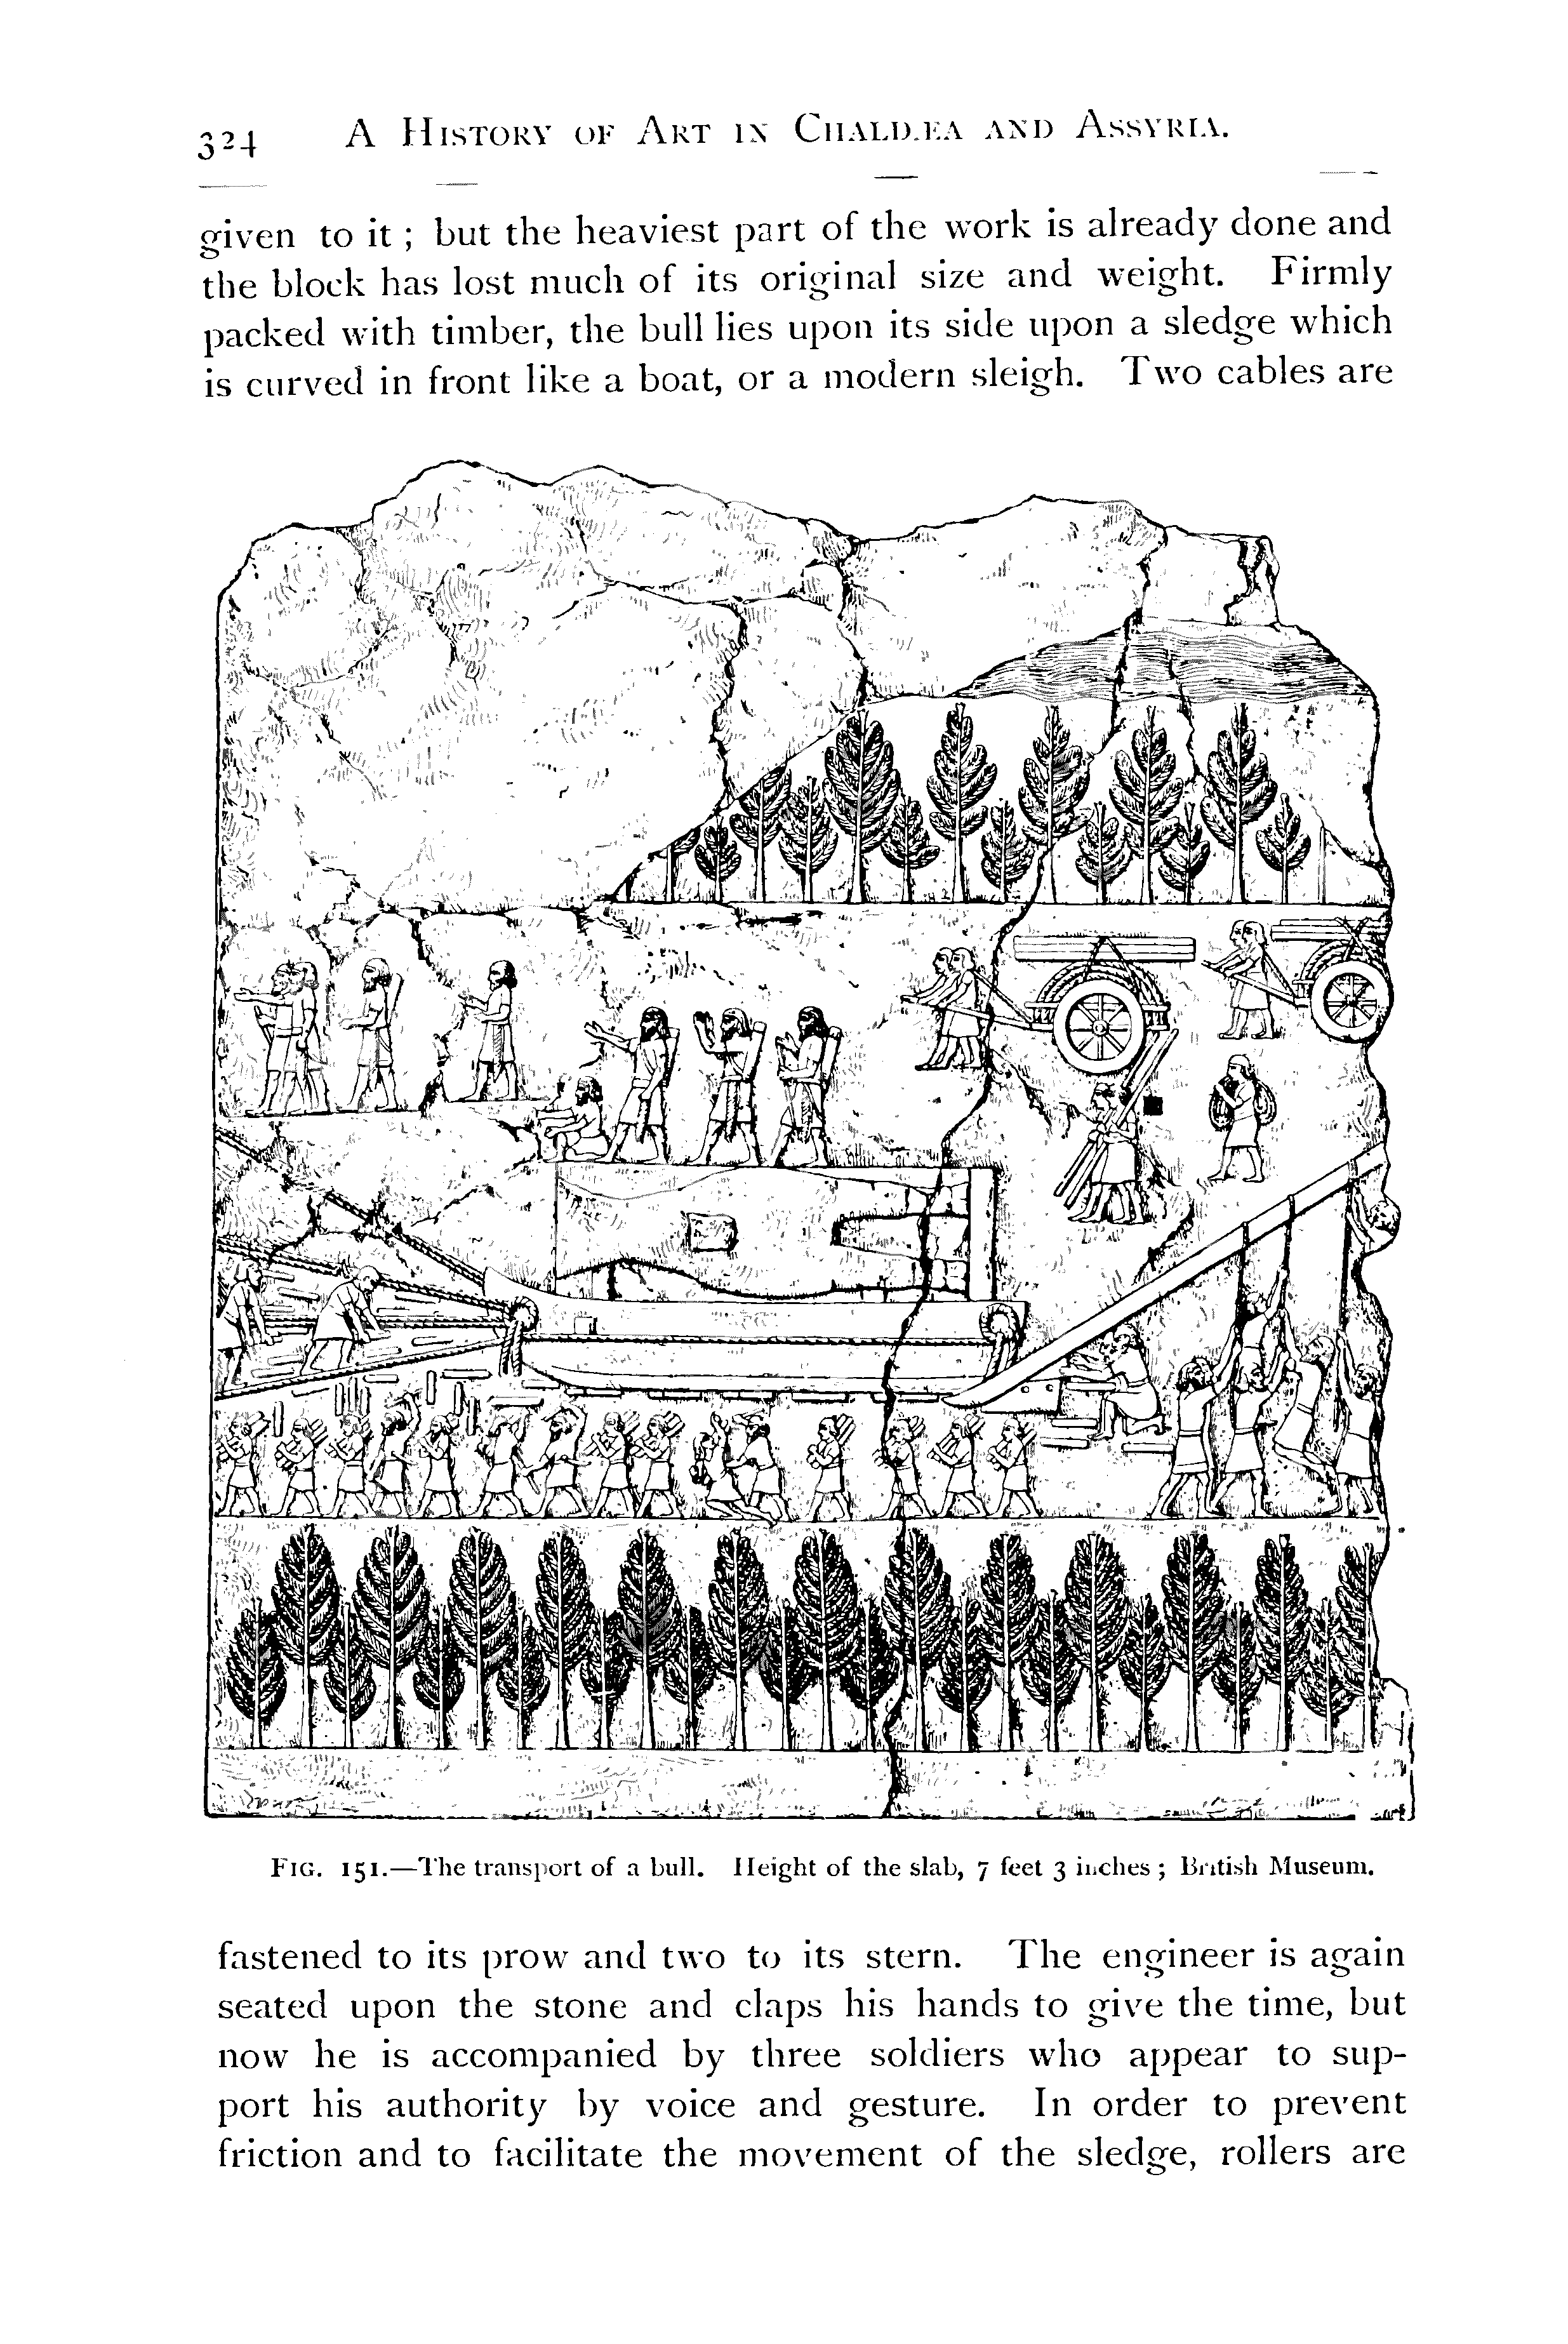 324 A HISTORY OF ART IN CHALDÆA AND ASSYRIA.
given to it ; but the heaviest part of the work is already done and
the block has lost much of its original size and weight. Firmly
packed with timber, the bull lies upon its side upon a sledge which
is curved in front like a boat, or a modern sleigh. Two cables are
FIG. 151.—The transport of a bull. Height of the slab, 7 feet 3 inches ; British Museum.
fastened to its prow and two to its stern. The engineer is again
seated upon the stone and claps his hands to give the time, but
now he is accompanied by three soldiers who appear to sup-
port his authority by voice and gesture. In order to prevent
friction and to facilitate the movement of the sledge, rollers are